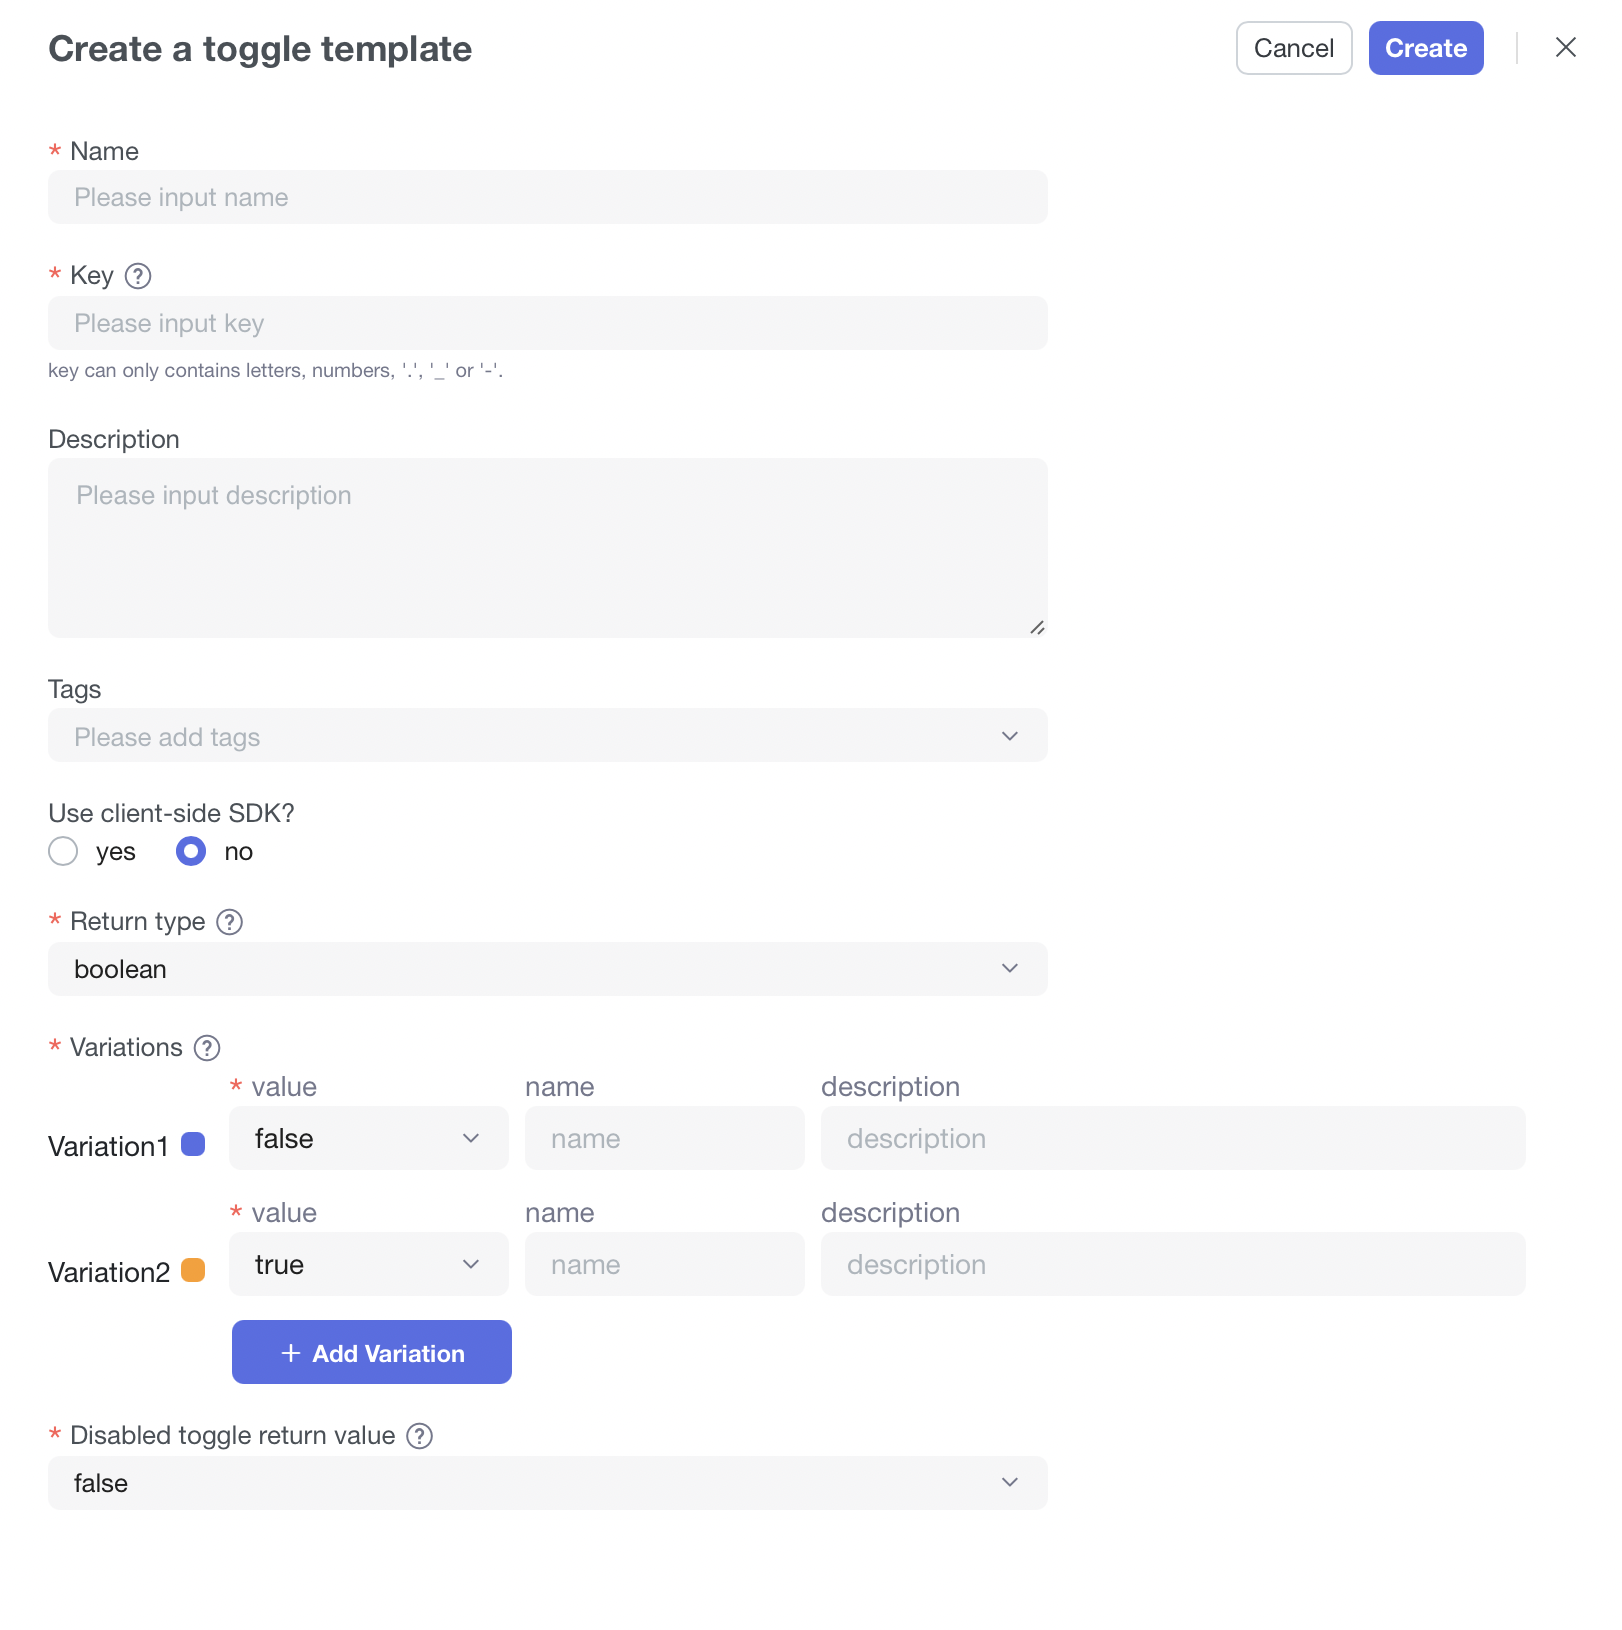 Create a toggle template
Cancel
Create
* Name
Please input name
* Key ?
Please input key
key can only contains letters, numbers, '.', '_' or '-'.
Description
Please input description
Tags
Please add tags
Use client-side SDK?
yes no
* Return type ?
boolean
* Variations ?
* value name description
Variation1 false name description
* value name description
Variation2 true name description
+ Add Variation
* Disabled toggle return value ?
false